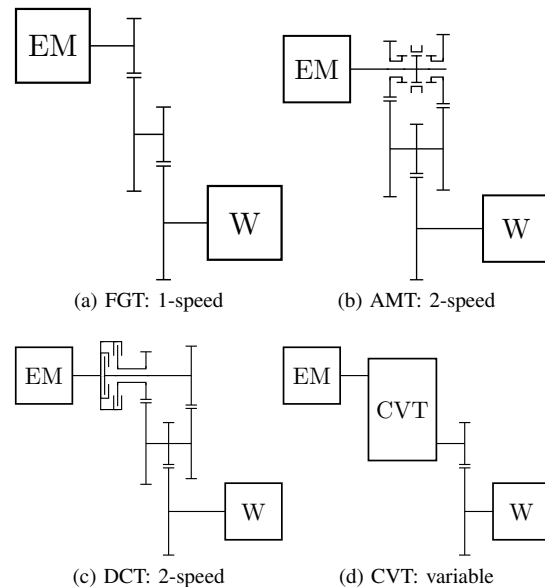 EM
EM
W
W
(a) FGT: 1-speed
(b) AMT: 2-speed
EM
EM
CVT
W
W
(c) DCT: 2-speed
(d) CVT: variable